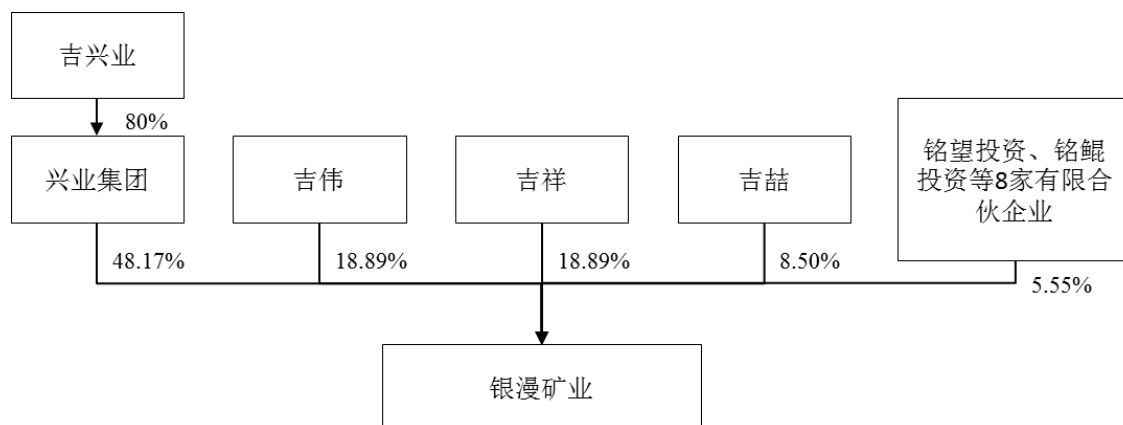 吉兴业
80%
兴业集团
吉伟
吉祥
吉喆
铭望投资、铭鲲
投资等8家有限合
伙企业
48.17%
18.89%
18.89%
8.50%
5.55%
银漫矿业